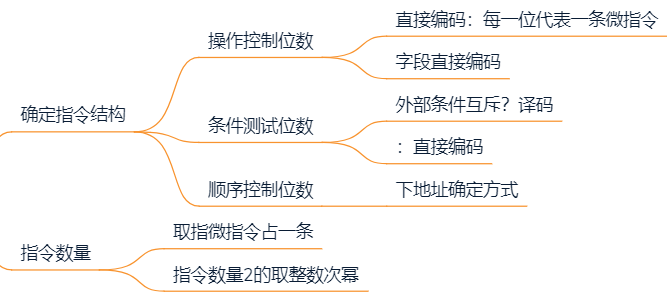 确定指令结构
操作控制位数
直接编码：每一位代表一条微指令
字段直接编码
条件测试位数
外部条件互斥？译码
：直接编码
顺序控制位数
下地址确定方式
指令数量
取指微指令占一条
指令数量2的取整数次幂